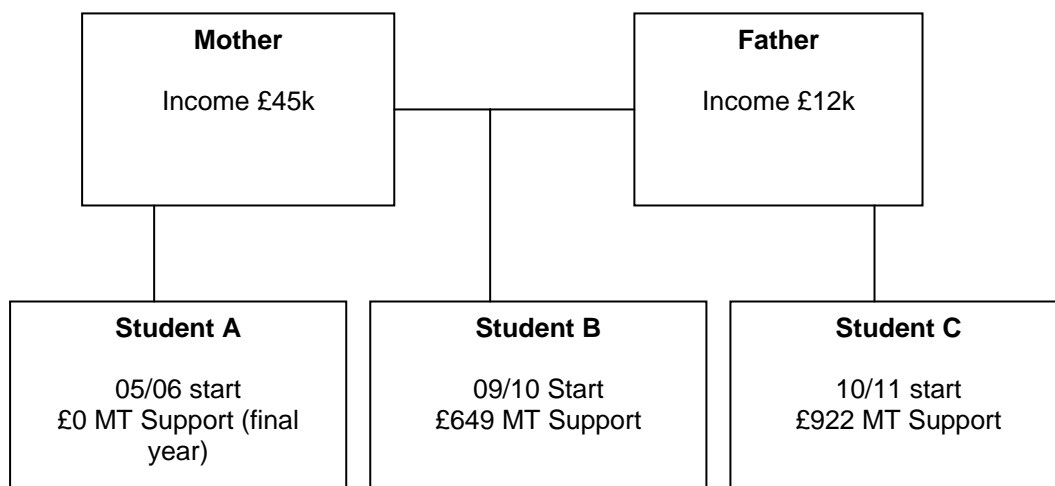 Mother
Income £45k
Father
Income £12k
Student A
05/06 start
£0 MT Support (final
year)
Student B
09/10 Start
£649 MT Support
Student C
10/11 start
£922 MT Support